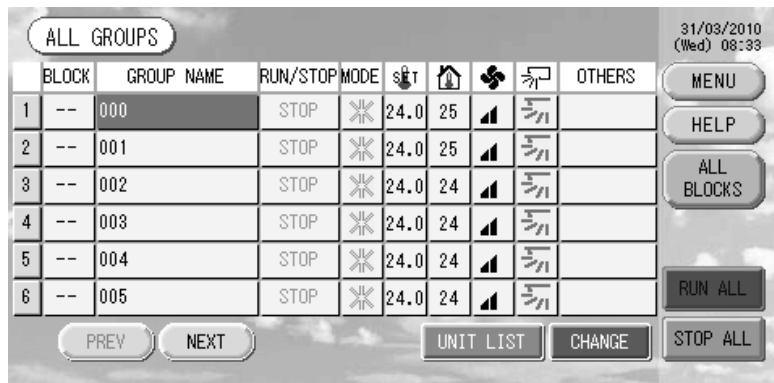 ALL GROUPS
31/03/2010
(Wed) 08:33
BLOCK GROUP NAME RUN/STOP MODE SET OTHERS
1 -- 000 STOP 24.0 25
2 -- 001 STOP 24.0 25
3 -- 002 STOP 24.0 24
4 -- 003 STOP 24.0 24
5 -- 004 STOP 24.0 24
6 -- 005 STOP 24.0 24
MENU
HELP
ALL
BLOCKS
RUN ALL
STOP ALL
PREV NEXT UNIT LIST CHANGE